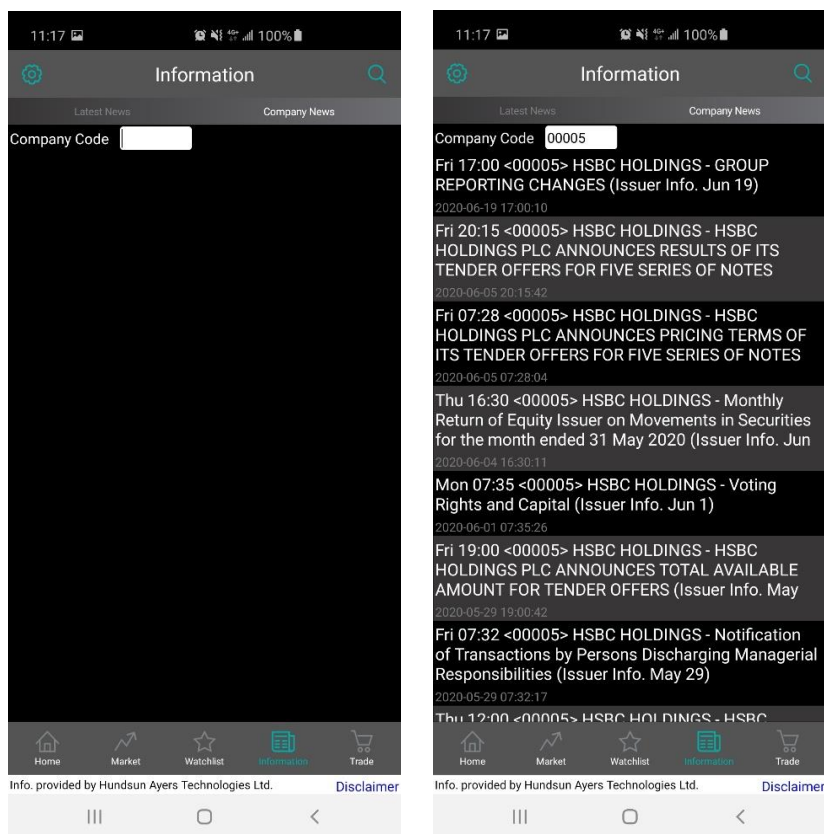 11:17 4G+ 100%
Information
Latest News Company News
Company Code
Home Market Watchlist Information Trade
Info. provided by Hundsun Ayers Technologies Ltd. Disclaimer
11:17 4G+ 100%
Information
Latest News Company News
Company Code 00005
Fri 17:00 <00005> HSBC HOLDINGS - GROUP
REPORTING CHANGES (Issuer Info. Jun 19)
2020-06-19 17:00:10
Fri 20:15 <00005> HSBC HOLDINGS - HSBC
HOLDINGS PLC ANNOUNCES RESULTS OF ITS
TENDER OFFERS FOR FIVE SERIES OF NOTES
2020-06-05 20:15:42
Fri 07:28 <00005> HSBC HOLDINGS - HSBC
HOLDINGS PLC ANNOUNCES PRICING TERMS OF
ITS TENDER OFFERS FOR FIVE SERIES OF NOTES
2020-06-05 07:28:04
Thu 16:30 <00005> HSBC HOLDINGS - Monthly
Return of Equity Issuer on Movements in Securities
for the month ended 31 May 2020 (Issuer Info. Jun
2020-06-04 16:30:11
Mon 07:35 <00005> HSBC HOLDINGS - Voting
Rights and Capital (Issuer Info. Jun 1)
2020-06-01 07:35:26
Fri 19:00 <00005> HSBC HOLDINGS - HSBC
HOLDINGS PLC ANNOUNCES TOTAL AVAILABLE
AMOUNT FOR TENDER OFFERS (Issuer Info. May
2020-05-29 19:00:42
Fri 07:32 <00005> HSBC HOLDINGS - Notification
of Transactions by Persons Discharging Managerial
Responsibilities (Issuer Info. May 29)
2020-05-29 07:32:17
Thu 12:00 <00005> HSBC HOLDINGS - HSBC
Home Market Watchlist Information Trade
Info. provided by Hundsun Ayers Technologies Ltd. Disclaimer